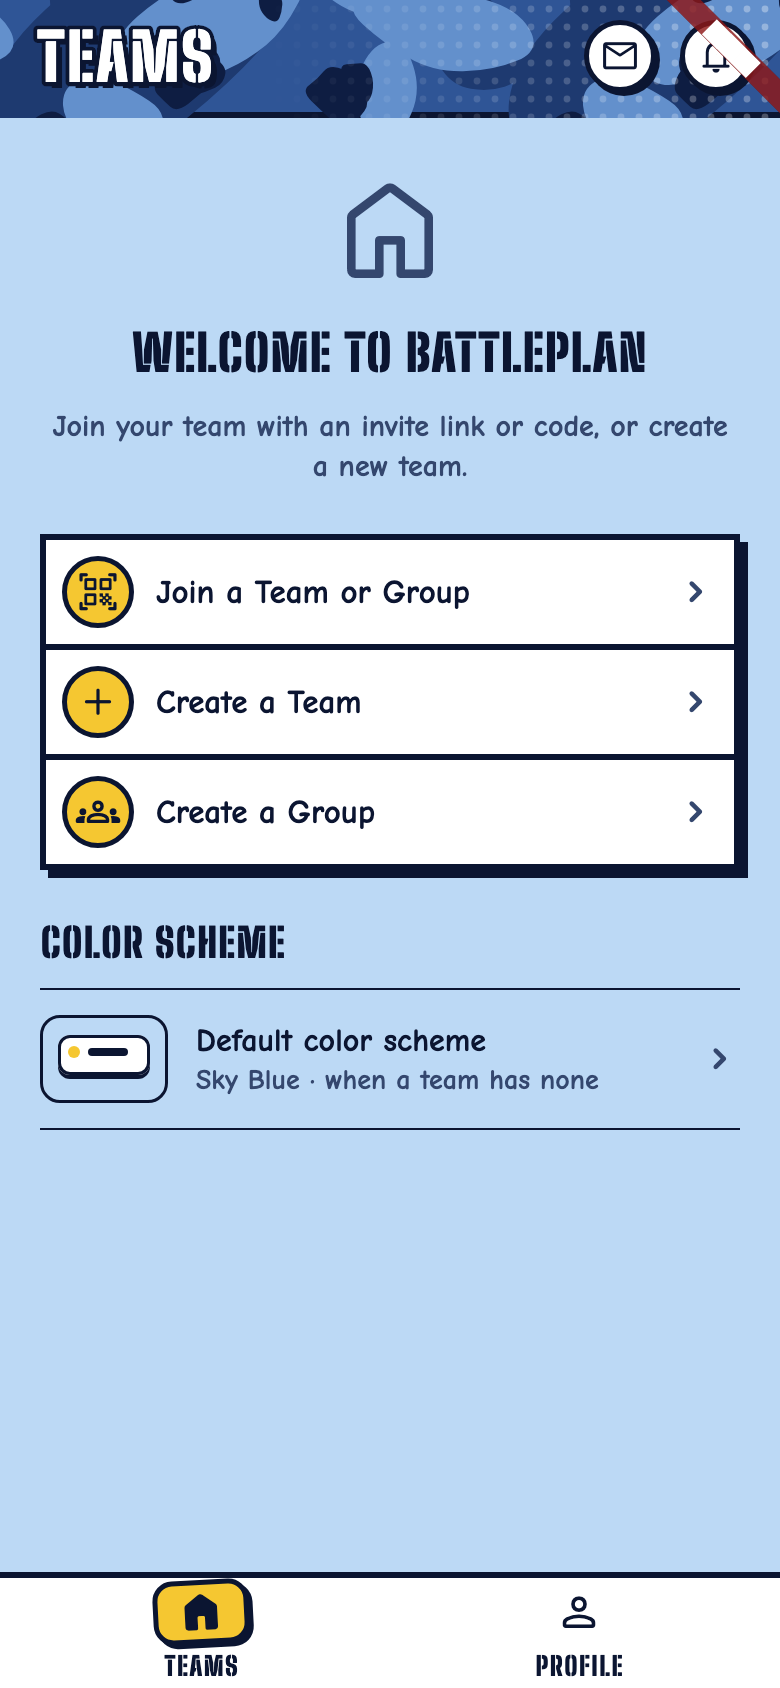 TEAMS
WELCOME TO BATTLEPLAN
Join your team with an invite link or code, or create
a new team.
Join a Team or Group
Create a Team
Create a Group
COLOR SCHEME
Default color scheme
Sky Blue · when a team has none
TEAMS
PROFILE